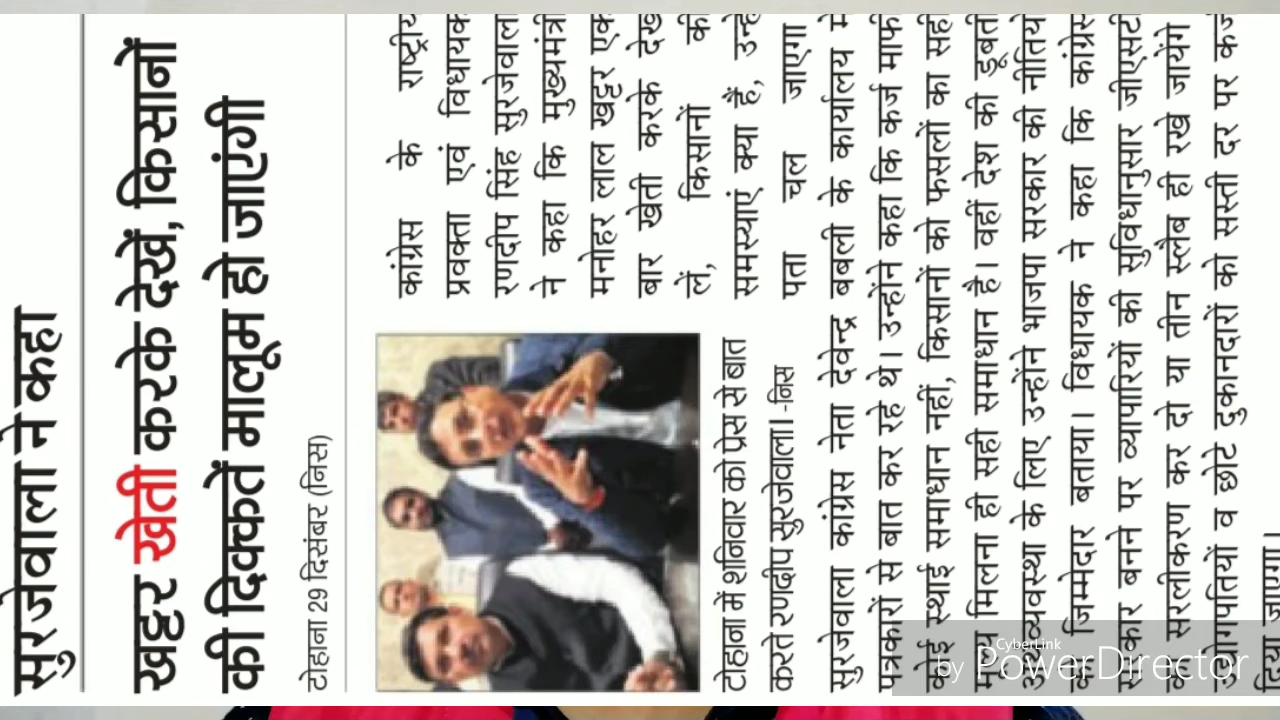 सुरजेवाला ने कहा
खट्टर खेती करके देखें, किसानों
की दिक्कतें मालूम हो जाएंगी
टोहाना 29 दिसंबर (निस)
टोहाना में शनिवार को प्रेस से बात
करते रणदीप सुरजेवाला। -निस
कांग्रेस के राष्ट्रीय
प्रवक्ता एवं विधायक
रणदीप सिंह सुरजेवाला
ने कहा कि मुख्यमंत्री
मनोहर लाल खट्टर एक
बार खेती करके देख
लें, किसानों की
समस्याएं क्या हैं, उन्हें
पता चल जाएगा
सुरजेवाला कांग्रेस नेता देवेन्द्र बबली के कार्यालय में
पत्रकारों से बात कर रहे थे। उन्होंने कहा कि कर्ज माफी
कोई स्थाई समाधान नहीं, किसानों को फसलों का सही
मूल्य मिलना ही सही समाधान है। वहीं देश की डूबती
अर्थव्यवस्था के लिए उन्होंने भाजपा सरकार की
जिम्मेदार बताया। विधायक ने कहा कि कांग्रेस
सरकार बनने पर व्यापारियों की सुविधानुसार जीएसटी
सरलीकरण कर दो या तीन स्लैब ही रखे जायेंगे
उद्योगपतियों व छोटे दुकानदारों को सस्ती दर पर
दिया जाएगा।
by CyberLink
PowerDirector